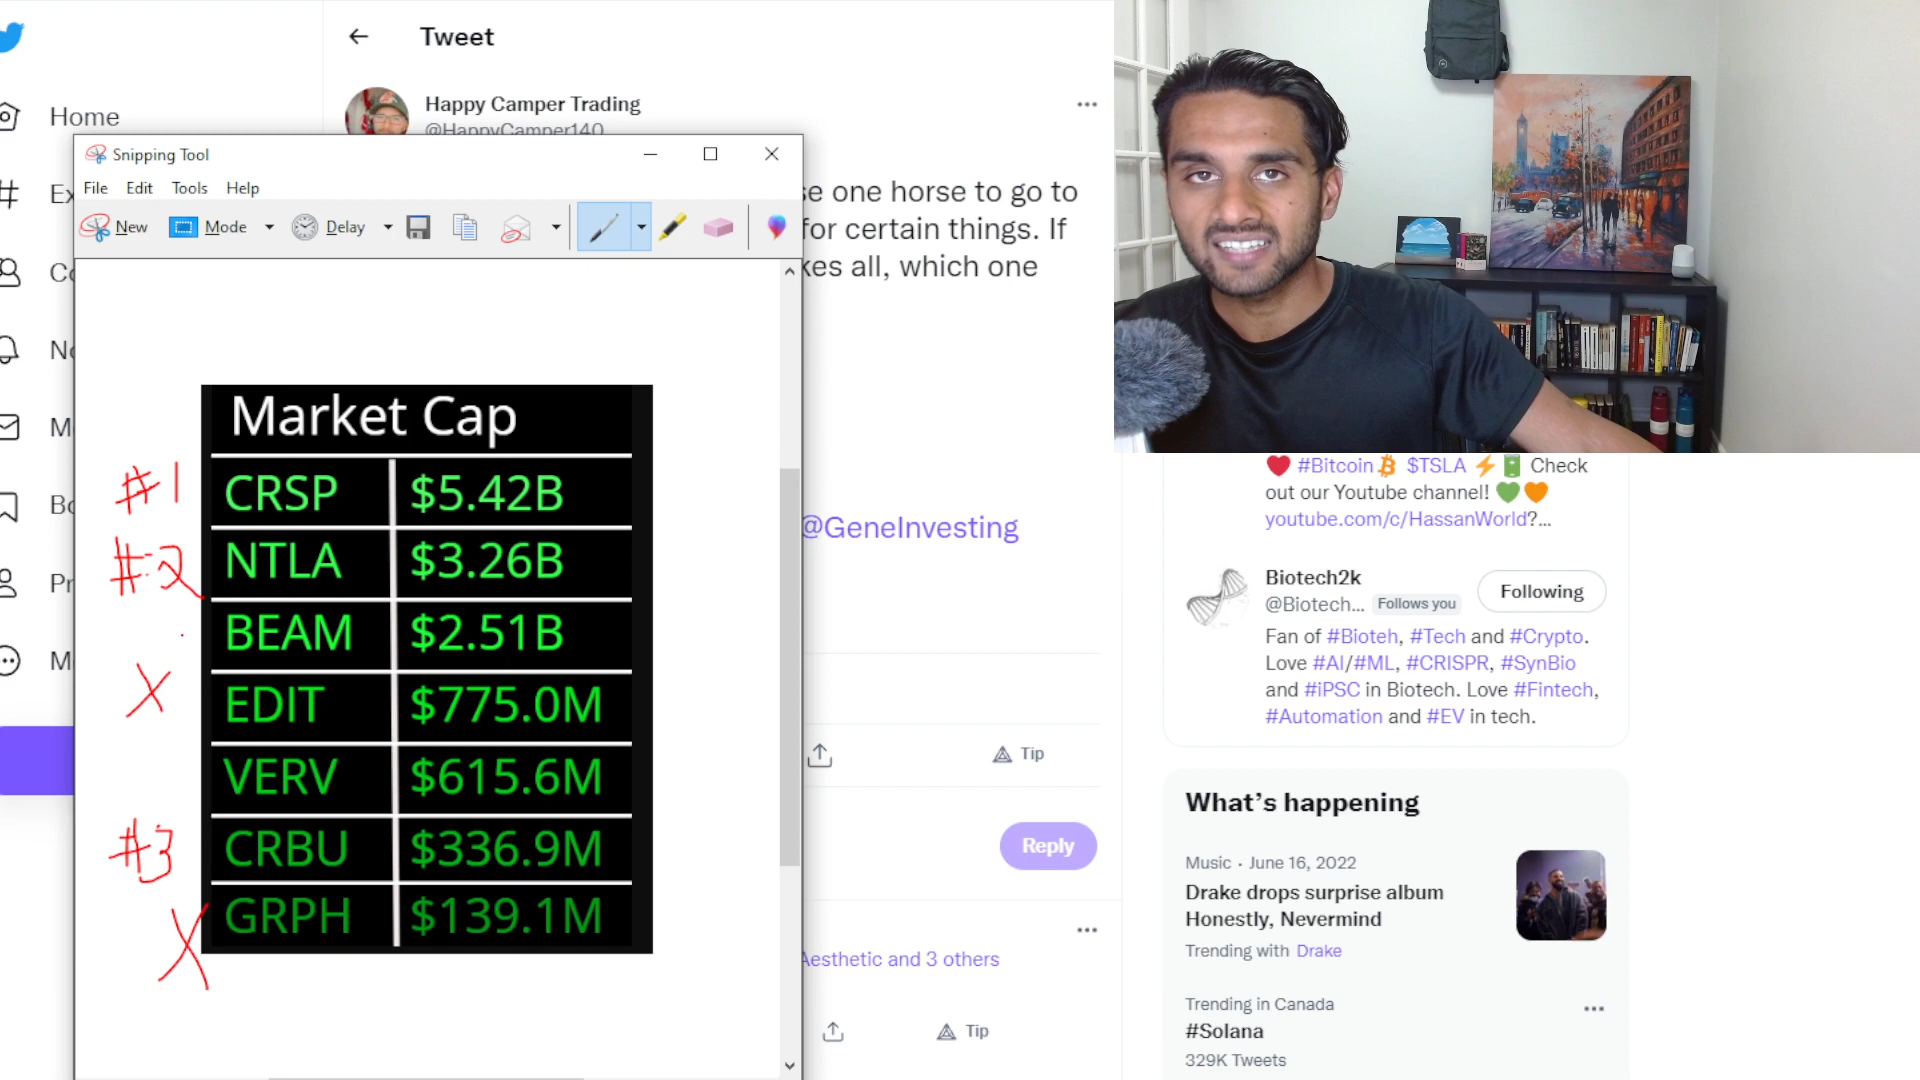 Tweet
Happy Camper Trading
@HappyCamper140
Home
Snipping Tool
File Edit Tools Help
New Mode Delay
se one horse to go to
for certain things. If
kes all, which one
@GeneInvesting
Market Cap
#1 CRSP $5.42B
#2 NTLA $3.26B
BEAM $2.51B
X EDIT $775.0M
VERV $615.6M
#3 CRBU $336.9M
X GRPH $139.1M
Tip
Reply
Aesthetic and 3 others
Tip
#Bitcoin $TSLA Check
out our Youtube channel!
youtube.com/c/HassanWorld?...
Biotech2k
@Biotech... Follows you
Following
Fan of #Bioteh, #Tech and #Crypto.
Love #AI/#ML, #CRISPR, #SynBio
and #iPSC in Biotech. Love #Fintech,
#Automation and #EV in tech.
What's happening
Music · June 16, 2022
Drake drops surprise album
Honestly, Nevermind
Trending with Drake
Trending in Canada
#Solana
329K Tweets